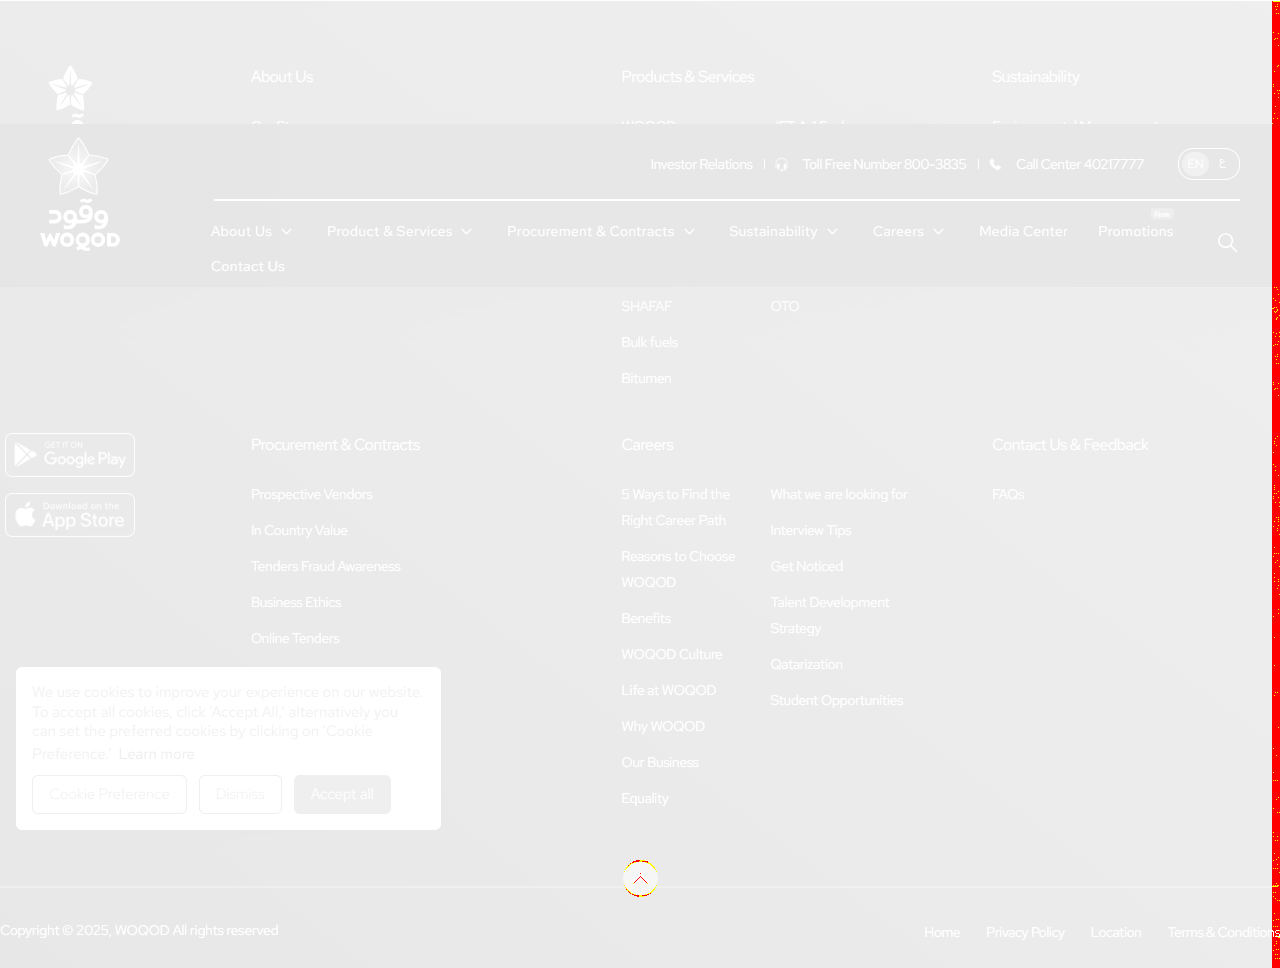 About Us
Products & Services
Sustainability
WOQOD
Investor Relations
Toll Free Number 800-3835
Call Center 40217777
EN
ع
وقود
WOQOD
New
About Us
Product & Services
Procurement & Contracts
Sustainability
Careers
Media Center
Promotions
Contact Us
SHAFAF
OTO
Bulk fuels
Bitumen
GET IT ON
Google Play
Download on the
App Store
Procurement & Contracts
Prospective Vendors
In Country Value
Tenders Fraud Awareness
Business Ethics
Online Tenders
Careers
5 Ways to Find the
Right Career Path
Reasons to Choose
WOQOD
Benefits
WOQOD Culture
Life at WOQOD
Why WOQOD
Our Business
Equality
What we are looking for
Interview Tips
Get Noticed
Talent Development
Strategy
Qatarization
Student Opportunities
Contact Us & Feedback
FAQs
We use cookies to improve your experience on our website.
To accept all cookies, click 'Accept All,' alternatively you
can set the preferred cookies by clicking on 'Cookie
Preference.' Learn more
Cookie Preference
Dismiss
Accept all
Copyright © 2025, WOQOD All rights reserved
Home
Privacy Policy
Location
Terms & Conditions